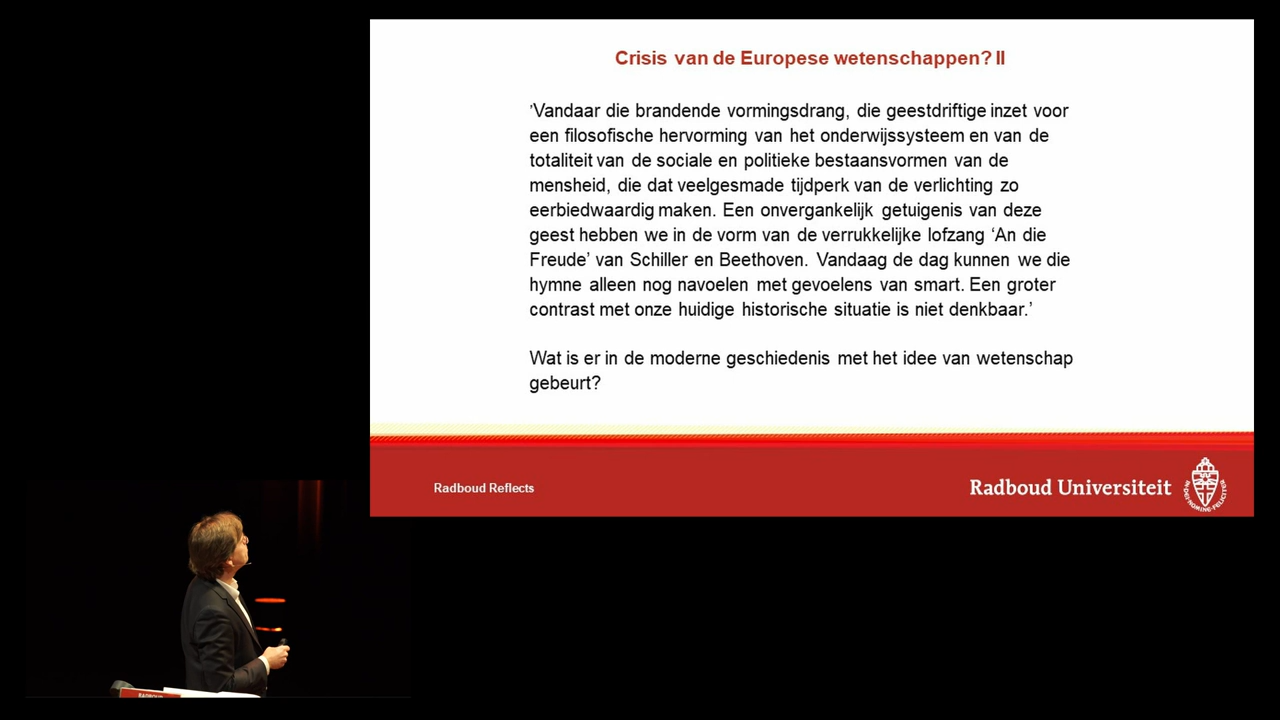 Crisis van de Europese wetenschappen? II
'Vandaar die brandende vormingsdrang, die geestdriftige inzet voor
een filosofische hervorming van het onderwijssysteem en van de
totaliteit van de sociale en politieke bestaansvormen van de
mensheid, die dat veelgesmade tijdperk van de verlichting zo
eerbiedwaardig maken. Een onvergankelijk getuigenis van deze
geest hebben we in de vorm van de verrukkelijke lofzang ‘An die
Freude’ van Schiller en Beethoven. Vandaag de dag kunnen we die
hymne alleen nog navoelen met gevoelens van smart. Een groter
contrast met onze huidige historische situatie is niet denkbaar.’
Wat is er in de moderne geschiedenis met het idee van wetenschap
gebeurt?
Radboud Reflects
Radboud Universiteit
IN DEI NOMINE FELICITER